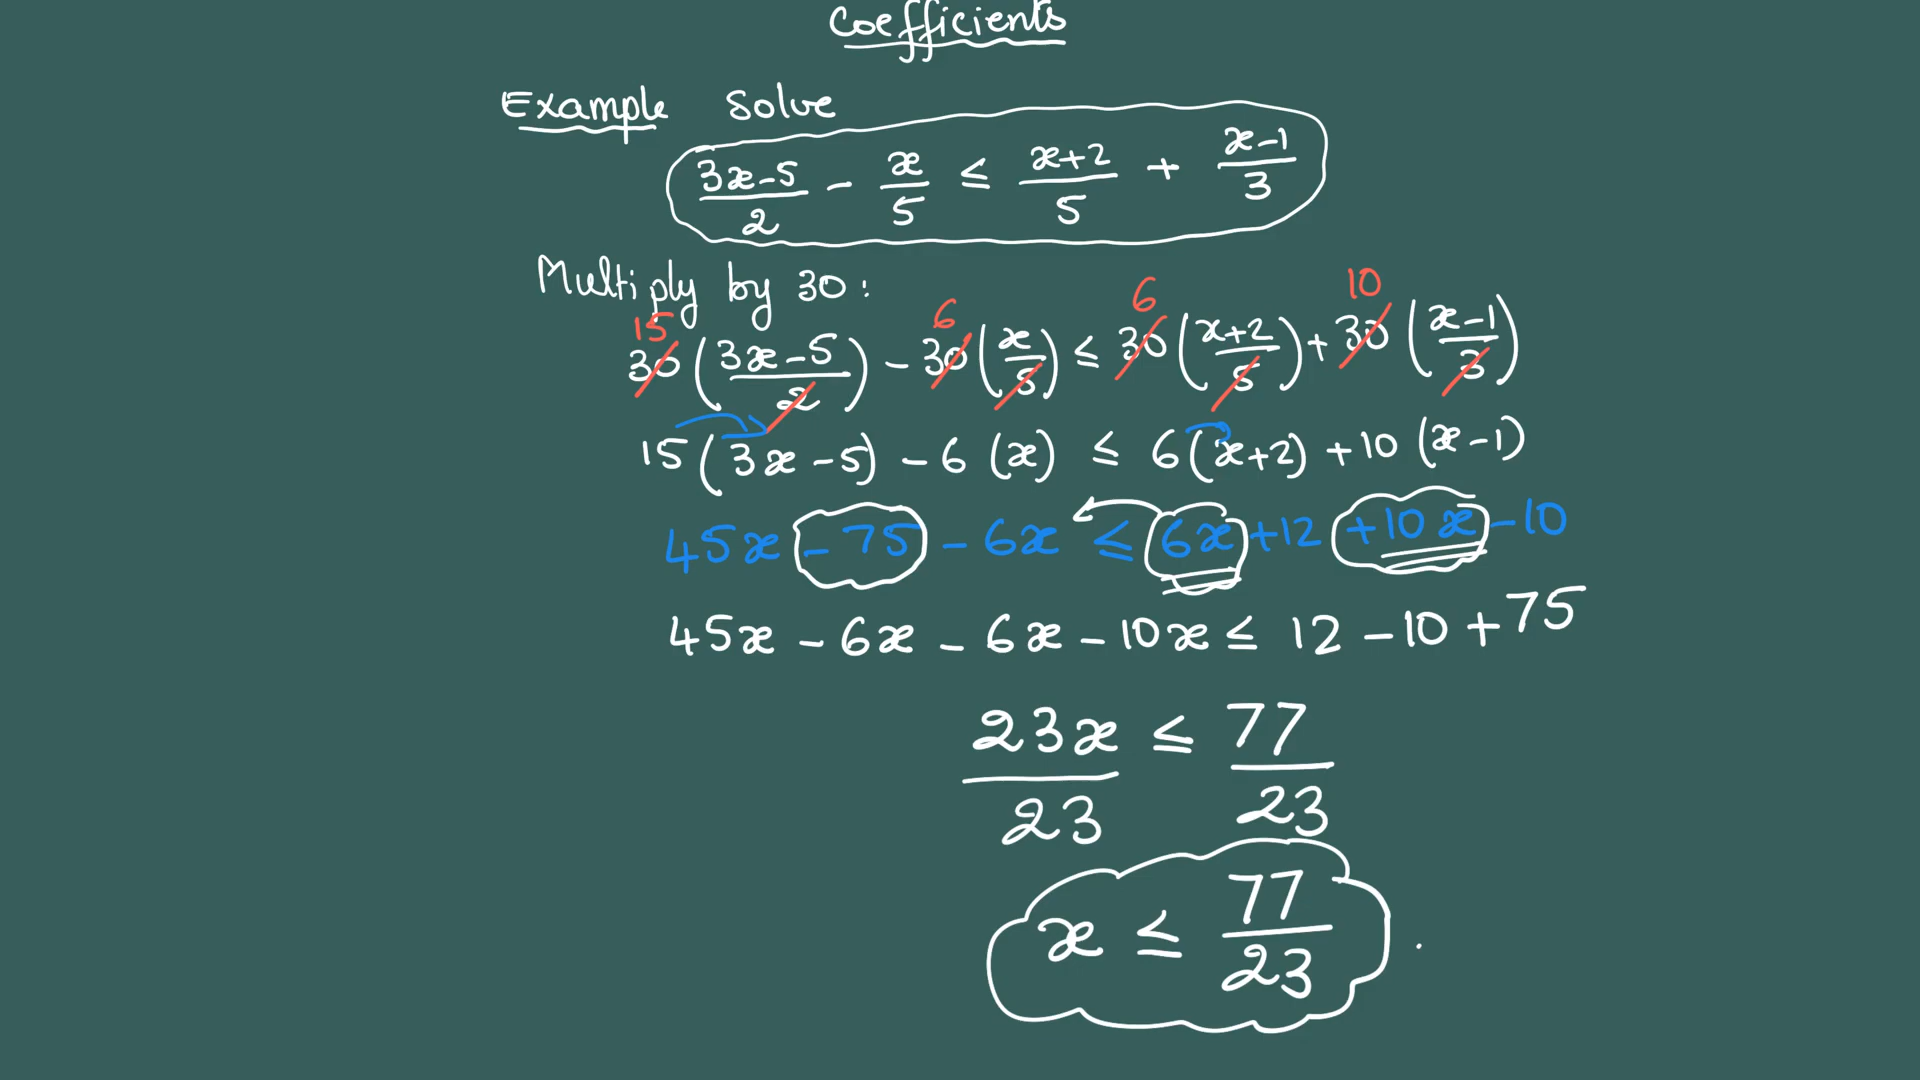 Coefficients
Example Solve
(3x-5)/2 - x/5 ≤ (x+2)/5 + (x-1)/3
Multiply by 30:
15 6 6 10
30((3x-5)/2) - 30(x/5) ≤ 30((x+2)/5) + 30((x-1)/3)
15(3x-5) - 6(x) ≤ 6(x+2) + 10(x-1)
45x - 75 - 6x ≤ 6x + 12 + 10x - 10
45x - 6x - 6x - 10x ≤ 12 - 10 + 75
23x/23 ≤ 77/23
x ≤ 77/23